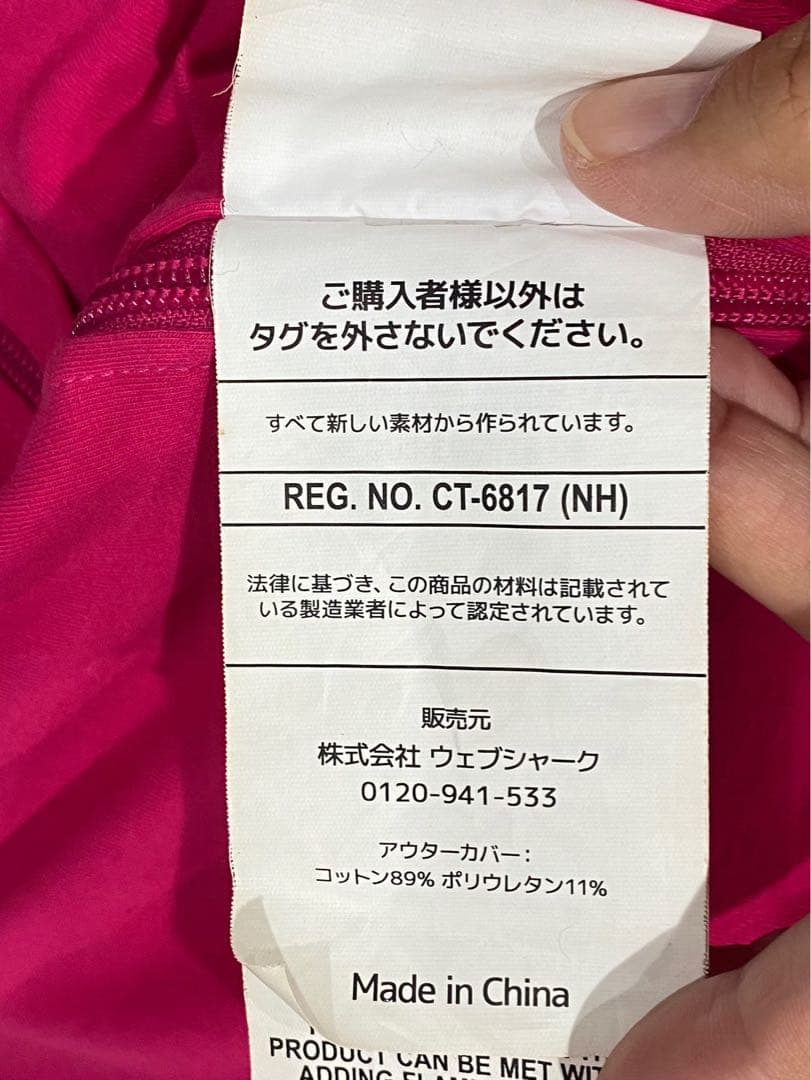 ご購入者様以外は
タグを外さないでください。
すべて新しい素材から作られています。
REG. NO. CT-6817 (NH)
法律に基づき、この商品の材料は記載されて
いる製造業者によって認定されています。
販売元
株式会社 ウェブシャーク
0120-941-533
アウターカバー：
コットン89% ポリウレタン11%
Made in China
PRODUCT CAN BE MET
ADDING